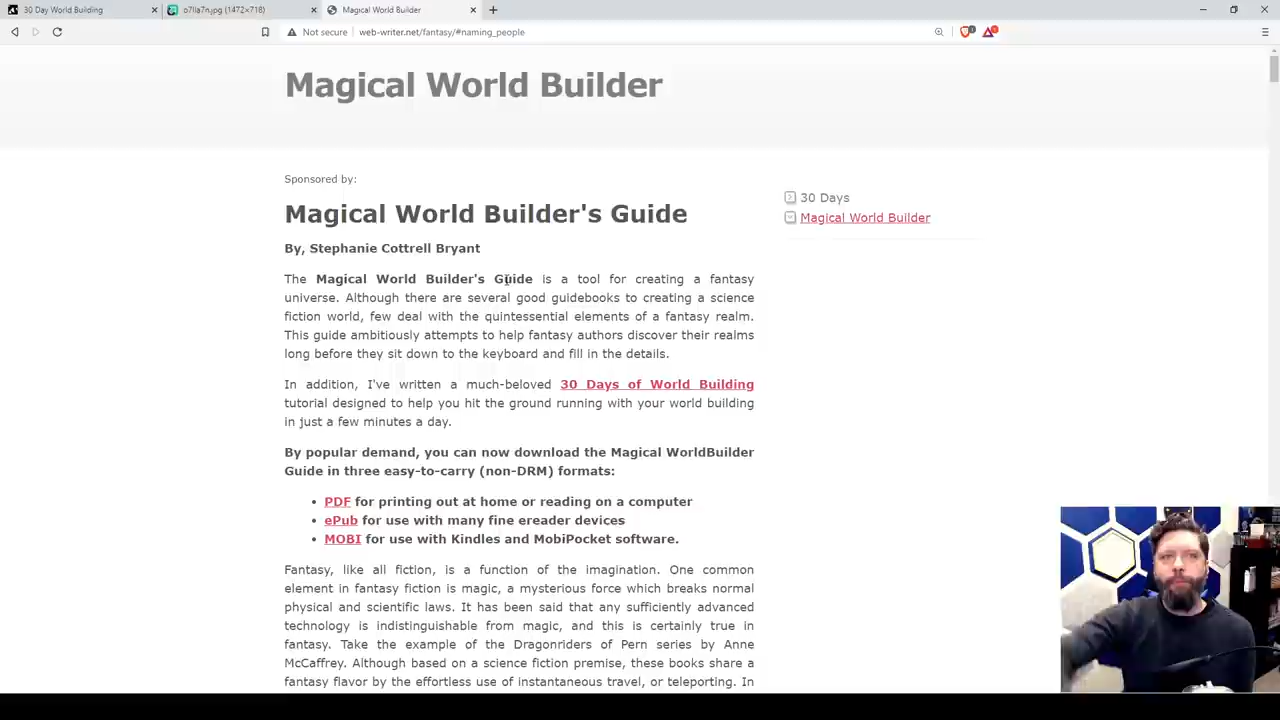 30 Day World Building
o7lla7n.jpg (1472×718)
Magical World Builder
Not secure
web-writer.net/fantasy/#naming_people
Magical World Builder
Sponsored by:
Magical World Builder's Guide
By, Stephanie Cottrell Bryant
The Magical World Builder's Guide is a tool for creating a fantasy
universe. Although there are several good guidebooks to creating a science
fiction world, few deal with the quintessential elements of a fantasy realm.
This guide ambitiously attempts to help fantasy authors discover their realms
long before they sit down to the keyboard and fill in the details.
In addition, I've written a much-beloved 30 Days of World Building
tutorial designed to help you hit the ground running with your world building
in just a few minutes a day.
By popular demand, you can now download the Magical WorldBuilder
Guide in three easy-to-carry (non-DRM) formats:
• PDF for printing out at home or reading on a computer
• ePub for use with many fine ereader devices
• MOBI for use with Kindles and MobiPocket software.
Fantasy, like all fiction, is a function of the imagination. One common
element in fantasy fiction is magic, a mysterious force which breaks normal
physical and scientific laws. It has been said that any sufficiently advanced
technology is indistinguishable from magic, and this is certainly true in
fantasy. Take the example of the Dragonriders of Pern series by Anne
McCaffrey. Although based on a science fiction premise, these books share a
fantasy flavor by the effortless use of instantaneous travel, or teleporting. In
30 Days
Magical World Builder